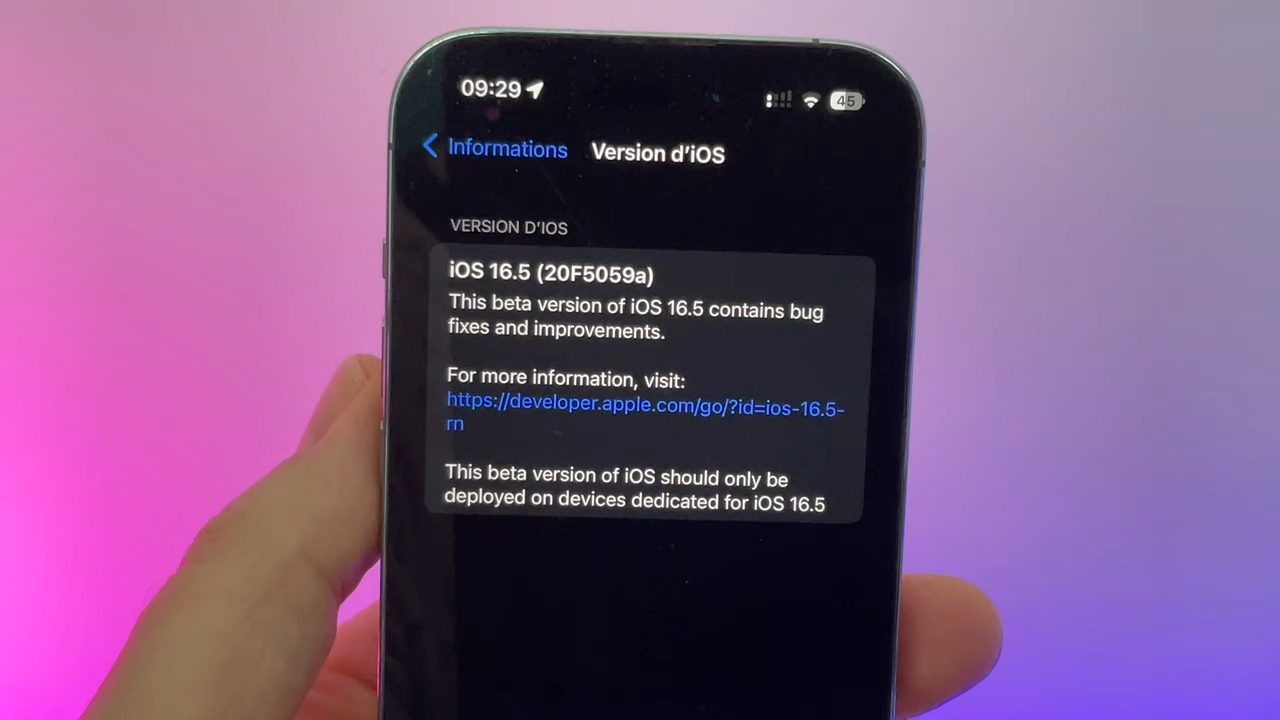 09:29
45
Informations Version d'iOS
VERSION D'IOS
iOS 16.5 (20F5059a)
This beta version of iOS 16.5 contains bug
fixes and improvements.
For more information, visit:
https://developer.apple.com/go/?id=ios-16.5-
rn
This beta version of iOS should only be
deployed on devices dedicated for iOS 16.5